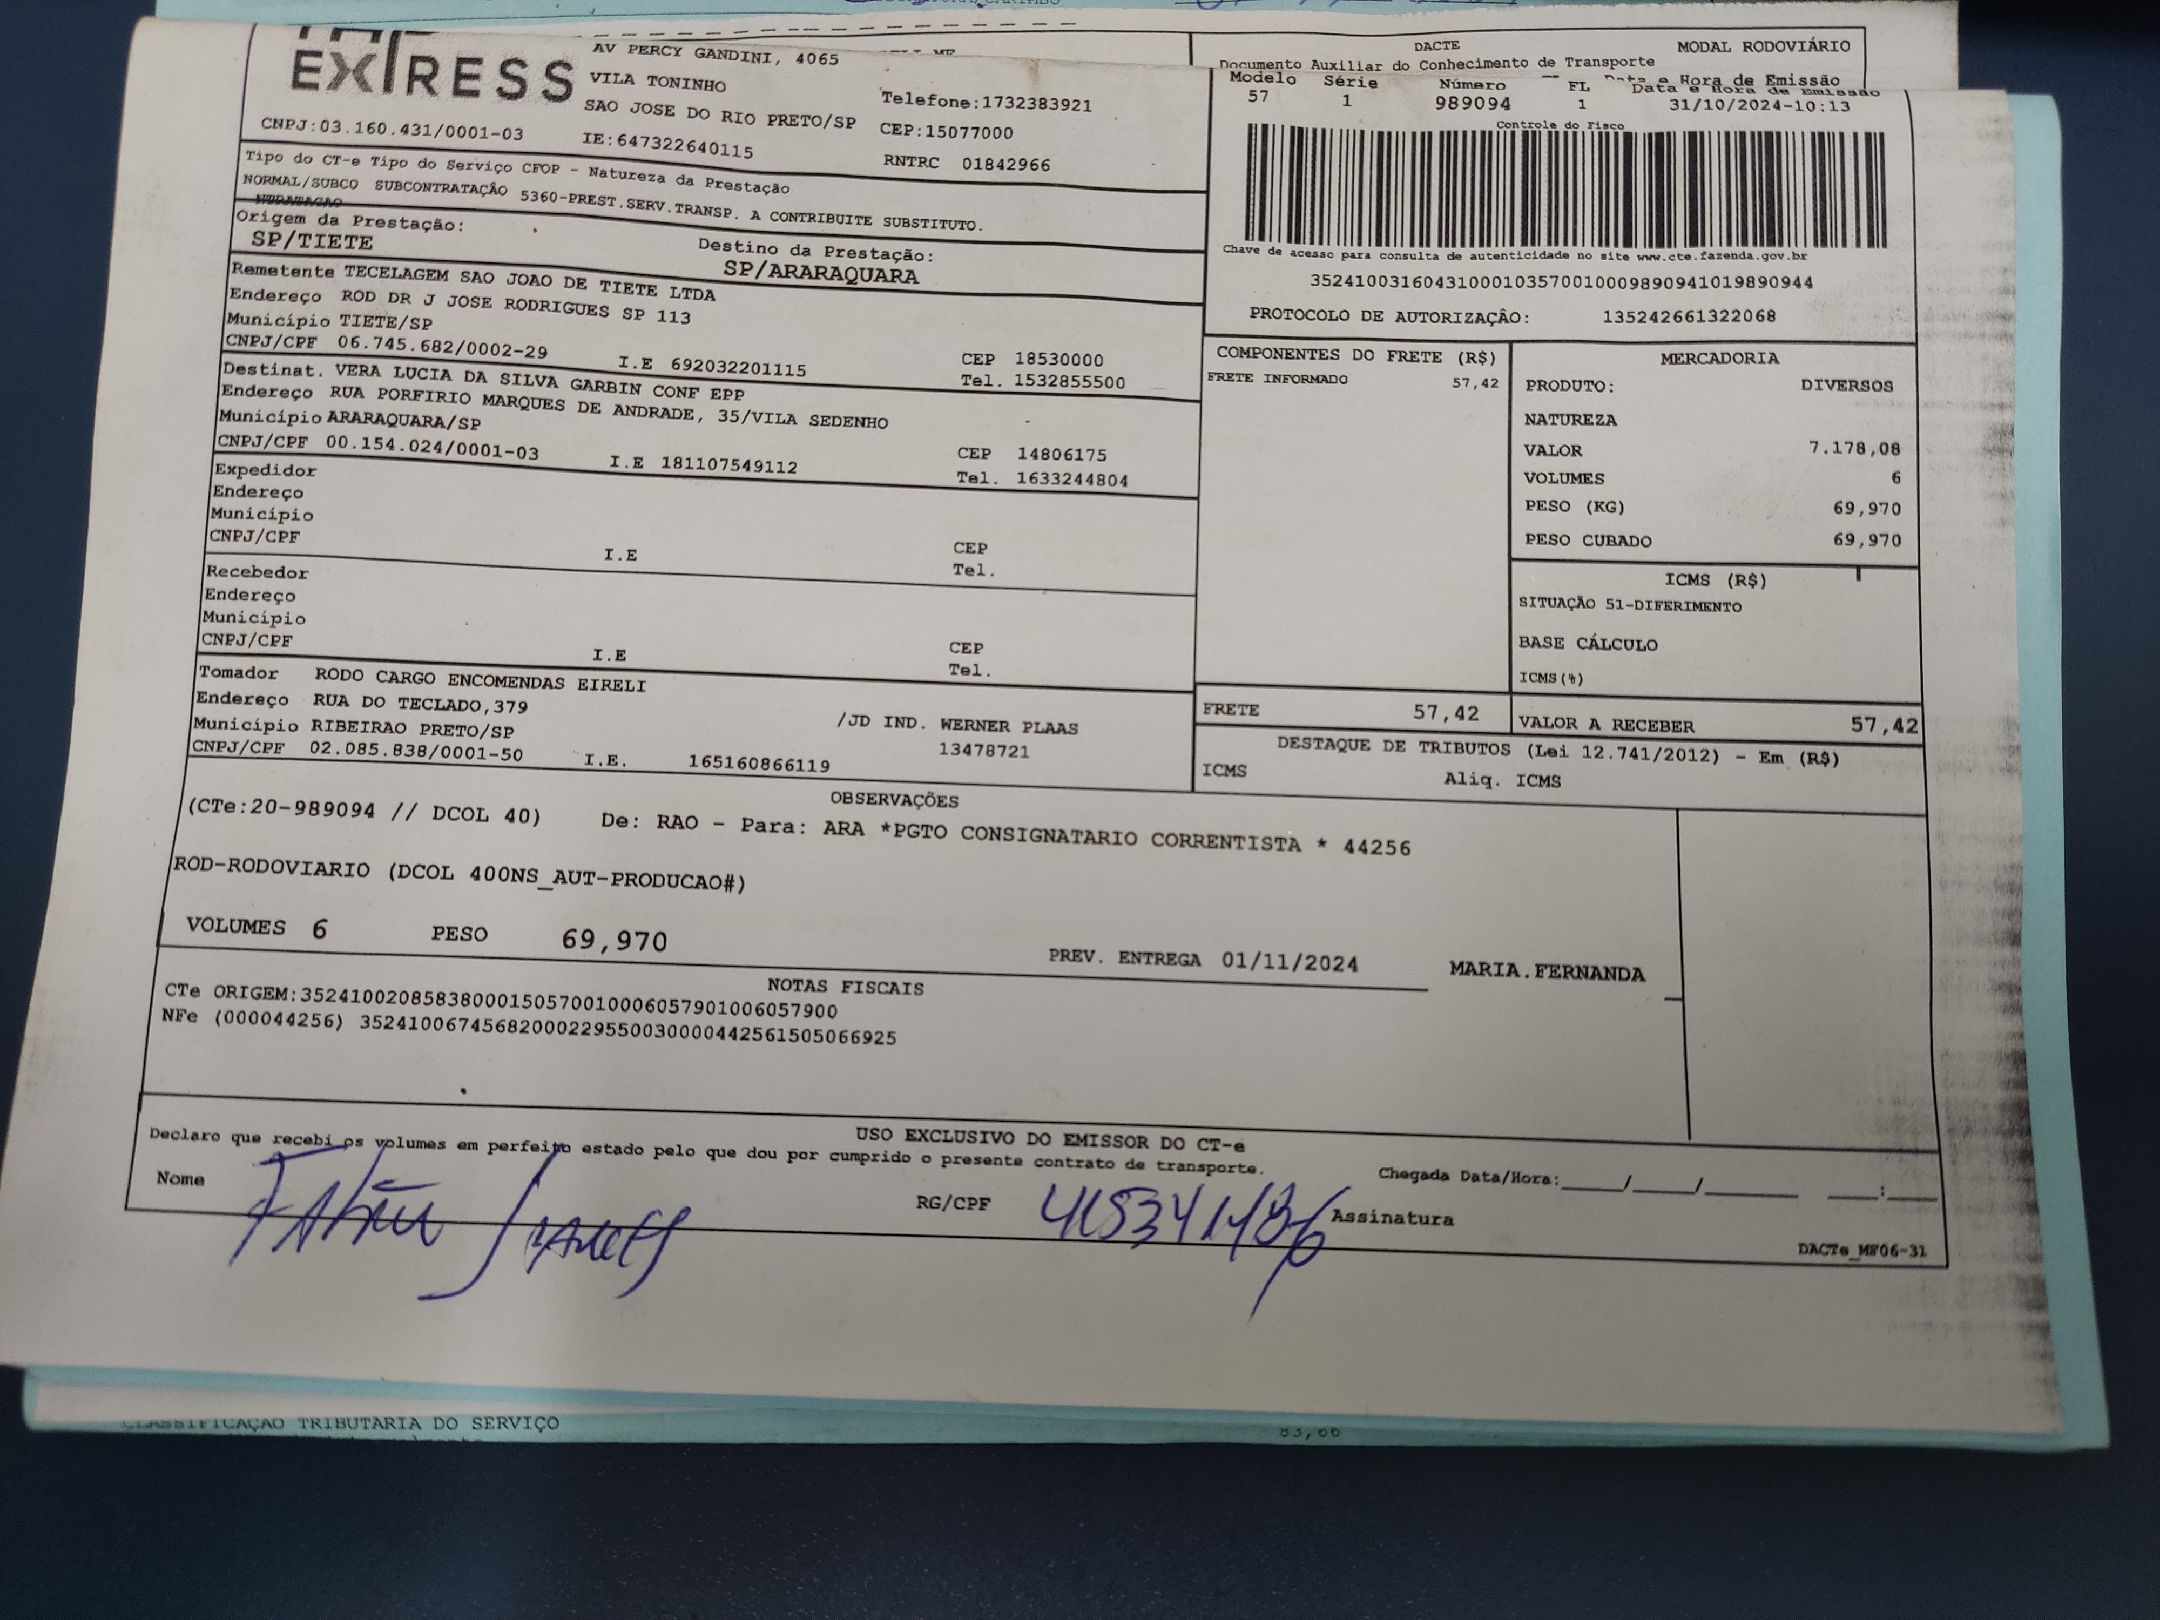 EXPRESS
AV PERCY GANDINI, 4065
VILA TONINHO
SAO JOSE DO RIO PRETO/SP
Telefone:1732383921
CEP:15077000
CNPJ:03.160.431/0001-03
IE:647322640115
RNTRC 01842966
DACTE
MODAL RODOVIÁRIO
Documento Auxiliar do Conhecimento de Transporte
Modelo Série Número FL Data e Hora de Emissão
57 1 989094 1 31/10/2024-10:13
Controle do Fisco
Chave de acesso para consulta de autenticidade no site www.cte.fazenda.gov.br
35241003160431000103570010009890941019890944
PROTOCOLO DE AUTORIZAÇÃO: 135242661322068
Tipo do CT-e Tipo do Serviço CFOP - Natureza da Prestação
NORMAL/SUBCO SUBCONTRATAÇÃO 5360-PREST.SERV.TRANSP. A CONTRIBUITE SUBSTITUTO.
Origem da Prestação:
SP/TIETE
Destino da Prestação:
SP/ARARAQUARA
Remetente TECELAGEM SAO JOAO DE TIETE LTDA
Endereço ROD DR J JOSE RODRIGUES SP 113
Município TIETE/SP
CEP 18530000
CNPJ/CPF 06.745.682/0002-29 I.E 692032201115 Tel. 1532855500
Destinat. VERA LUCIA DA SILVA GARBIN CONF EPP
Endereço RUA PORFIRIO MARQUES DE ANDRADE, 35/VILA SEDENHO
Município ARARAQUARA/SP
CEP 14806175
CNPJ/CPF 00.154.024/0001-03 I.E 181107549112 Tel. 1633244804
Expedidor
Endereço
Município
CEP
CNPJ/CPF I.E Tel.
Recebedor
Endereço
Município
CEP
CNPJ/CPF I.E Tel.
Tomador RODO CARGO ENCOMENDAS EIRELI
Endereço RUA DO TECLADO,379 /JD IND. WERNER PLAAS
Município RIBEIRAO PRETO/SP 13478721
CNPJ/CPF 02.085.838/0001-50 I.E. 165160866119
COMPONENTES DO FRETE (R$)
FRETE INFORMADO 57,42
MERCADORIA
PRODUTO: DIVERSOS
NATUREZA
VALOR 7.178,08
VOLUMES 6
PESO (KG) 69,970
PESO CUBADO 69,970
ICMS (R$)
SITUAÇÃO 51-DIFERIMENTO
BASE CÁLCULO
ICMS(%)
FRETE 57,42
VALOR A RECEBER 57,42
DESTAQUE DE TRIBUTOS (Lei 12.741/2012) - Em (R$)
ICMS Aliq. ICMS
OBSERVAÇÕES
(CTe:20-989094 // DCOL 40) De: RAO - Para: ARA *PGTO CONSIGNATARIO CORRENTISTA * 44256
ROD-RODOVIARIO (DCOL 400NS_AUT-PRODUCAO#)
VOLUMES 6 PESO 69,970
PREV. ENTREGA 01/11/2024 MARIA.FERNANDA
NOTAS FISCAIS
CTe ORIGEM:35241002085838000150570010006057901006057900
NFe (000044256) 35241006745682000229550030000442561505066925
USO EXCLUSIVO DO EMISSOR DO CT-e
Declaro que recebi os volumes em perfeito estado pelo que dou por cumprido o presente contrato de transporte.
Chegada Data/Hora:____/____/______ ___:___
Nome
RG/CPF
Assinatura
DACTe_MF06-31
CLASSIFICAÇAO TRIBUTARIA DO SERVIÇO